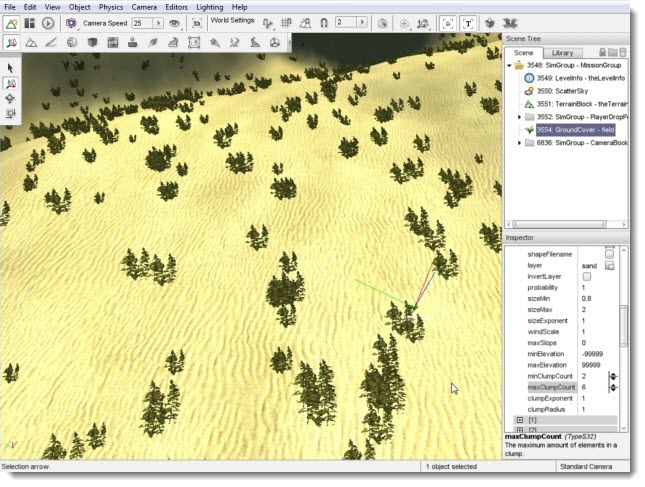 File Edit View Object Physics Camera Editors Lighting Help
Camera Speed 25 World Settings 2
Scene Tree
Scene Library
3548: SimGroup - MissionGroup
3549: LevelInfo - theLevelInfo
3550: ScatterSky
3551: TerrainBlock - theTerrain
3552: SimGroup - PlayerDropPo
3554: GroundCover - field
6836: SimGroup - CameraBook
Inspector
shapeFilename
layer sand
invertLayer
probability 1
sizeMin 0.8
sizeMax 2
sizeExponent 1
windScale 1
maxSlope 0
minElevation -99999
maxElevation 99999
minClumpCount 2
maxClumpCount 6
clumpExponent 1
clumpRadius 1
[1]
[2]
maxClumpCount (TypeS32)
The maximum amount of elements in a
clump.
Selection arrow. 1 object selected Standard Camera